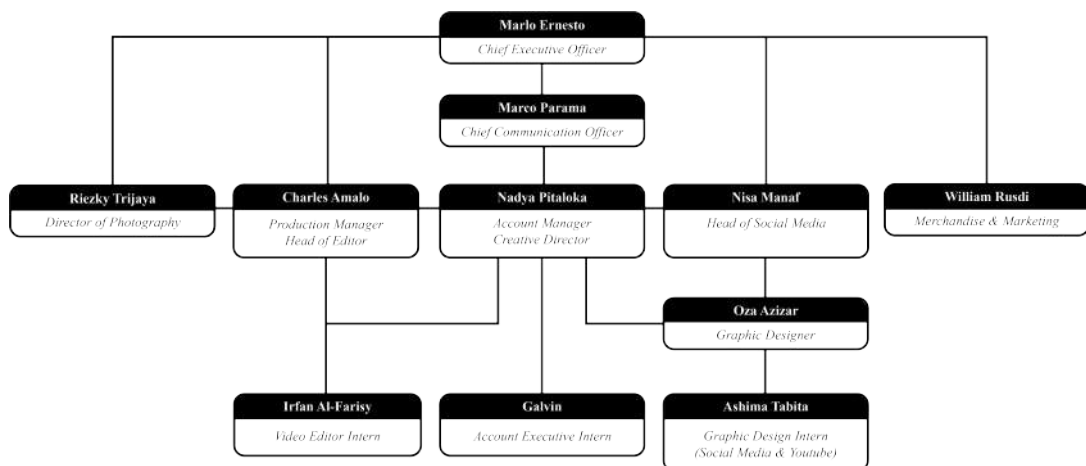 Marlo Ernesto
Chief Executive Officer
Marco Parama
Chief Communication Officer
Riezky Trijaya
Director of Photography
Charles Amalo
Production Manager
Head of Editor
Nadya Pitaloka
Account Manager
Creative Director
Nisa Manaf
Head of Social Media
William Rusdi
Merchandise & Marketing
Oza Azizar
Graphic Designer
Irfan Al-Farisy
Video Editor Intern
Galvin
Account Executive Intern
Ashima Tabita
Graphic Design Intern
(Social Media & Youtube)